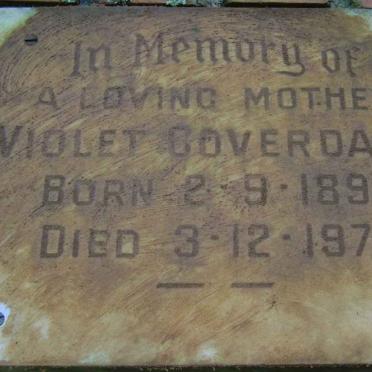 In Memory of
A LOVING MOTHE
VIOLET COVERDA
BORN 2·9·189
DIED 3·12·197